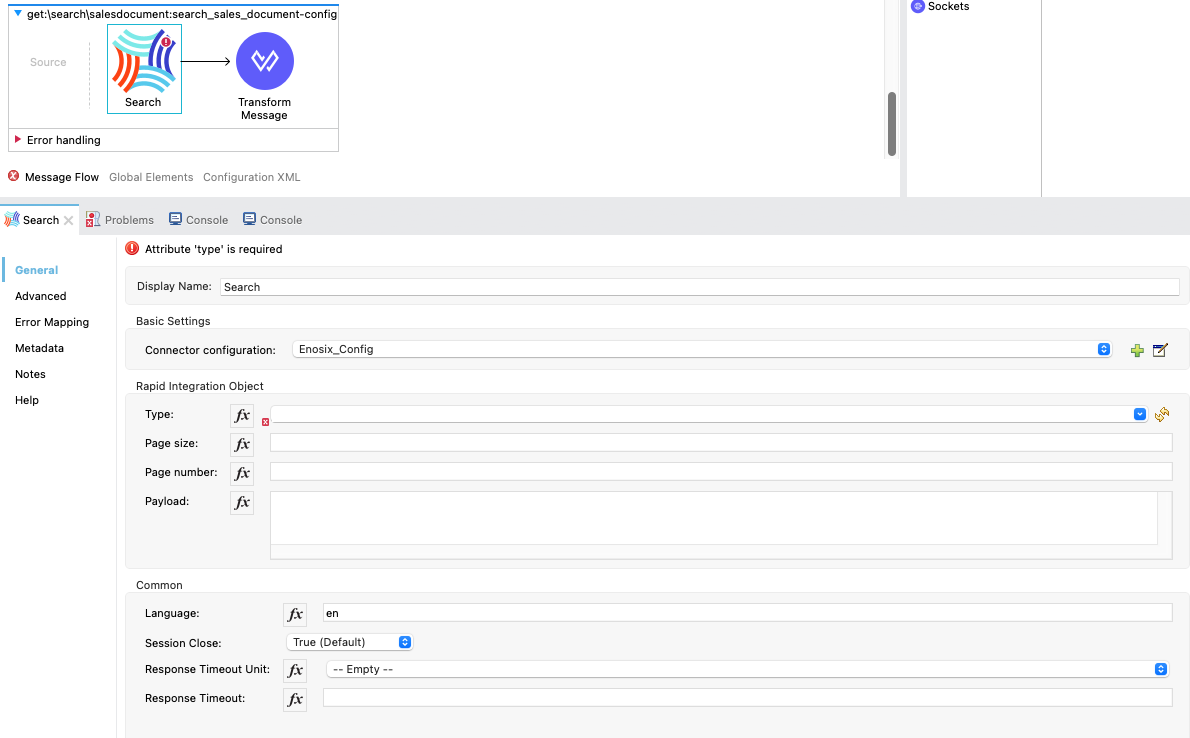 get:\search\salesdocument:search_sales_document-config
Sockets
Source
Search
Transform
Message
Error handling
Message Flow Global Elements Configuration XML
Search Problems Console Console
Attribute 'type' is required
General
Advanced
Error Mapping
Metadata
Notes
Help
Display Name: Search
Basic Settings
Connector configuration: Enosix_Config
Rapid Integration Object
Type: fx
Page size: fx
Page number: fx
Payload: fx
Common
Language: fx en
Session Close: True (Default)
Response Timeout Unit: fx -- Empty --
Response Timeout: fx